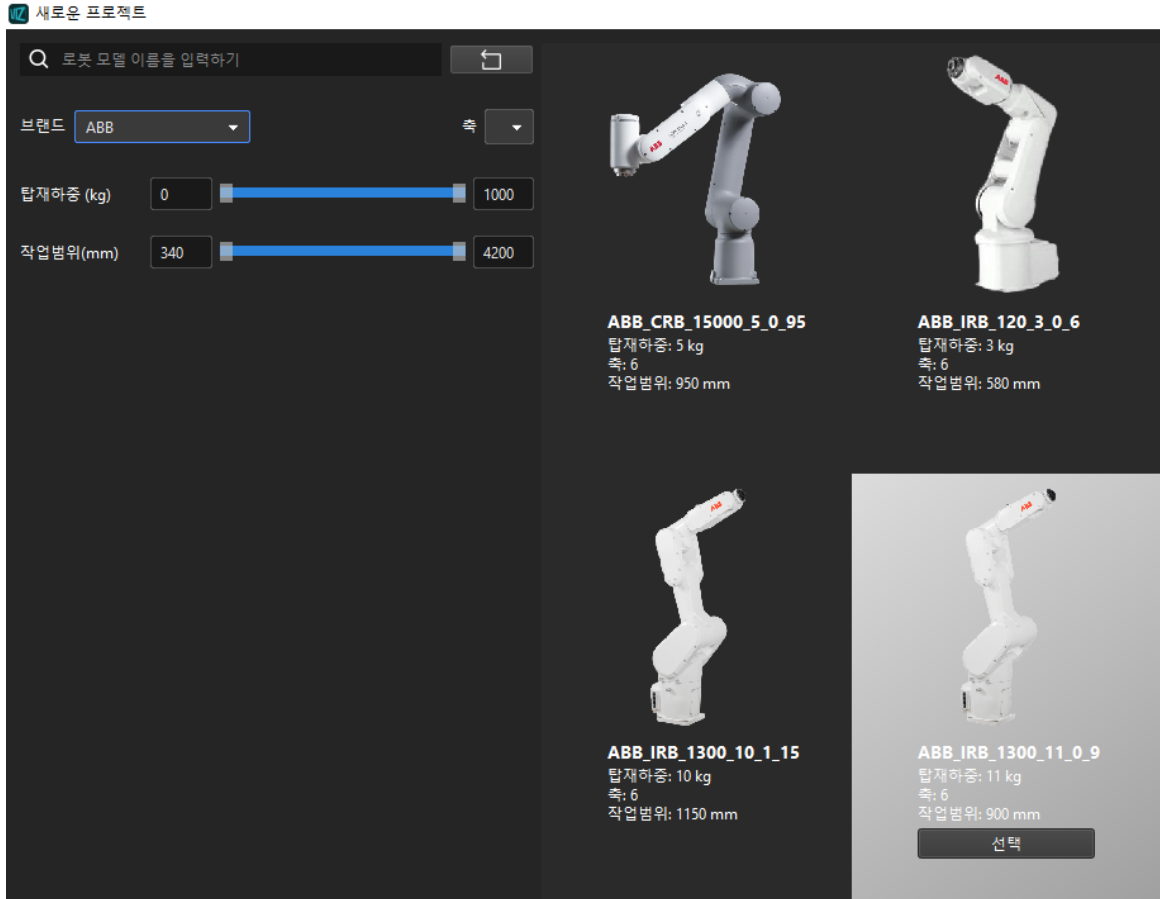 새로운 프로젝트
로봇 모델 이름을 입력하기
브랜드 ABB 축
탑재하중 (kg) 0 1000
작업범위(mm) 340 4200
ABB_CRB_15000_5_0_95
탑재하중: 5 kg
축: 6
작업범위: 950 mm
ABB_IRB_120_3_0_6
탑재하중: 3 kg
축: 6
작업범위: 580 mm
ABB_IRB_1300_10_1_15
탑재하중: 10 kg
축: 6
작업범위: 1150 mm
ABB_IRB_1300_11_0_9
탑재하중: 11 kg
축: 6
작업범위: 900 mm
선택